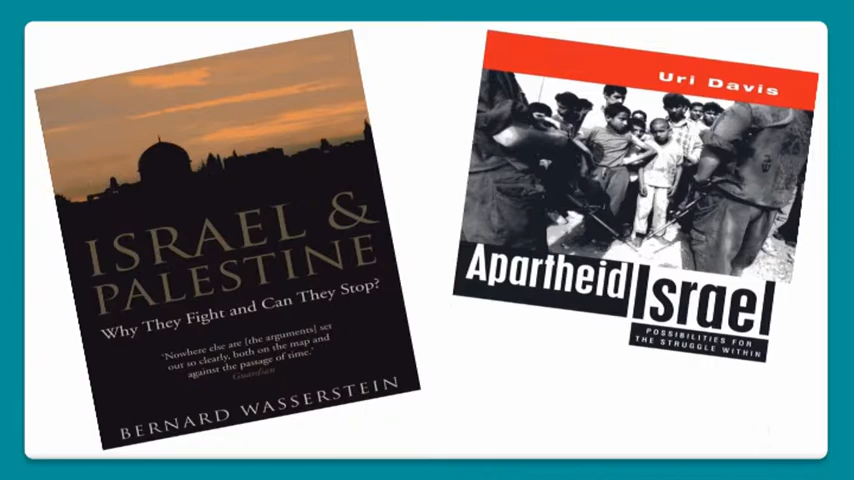 ISRAEL &
PALESTINE
Why They Fight and Can They Stop?
'Nowhere else are [the arguments] set
out so clearly, both on the map and
against the passage of time.'
Guardian
BERNARD WASSERSTEIN
Uri Davis
Apartheid
Israel
POSSIBILITIES FOR
THE STRUGGLE WITHIN